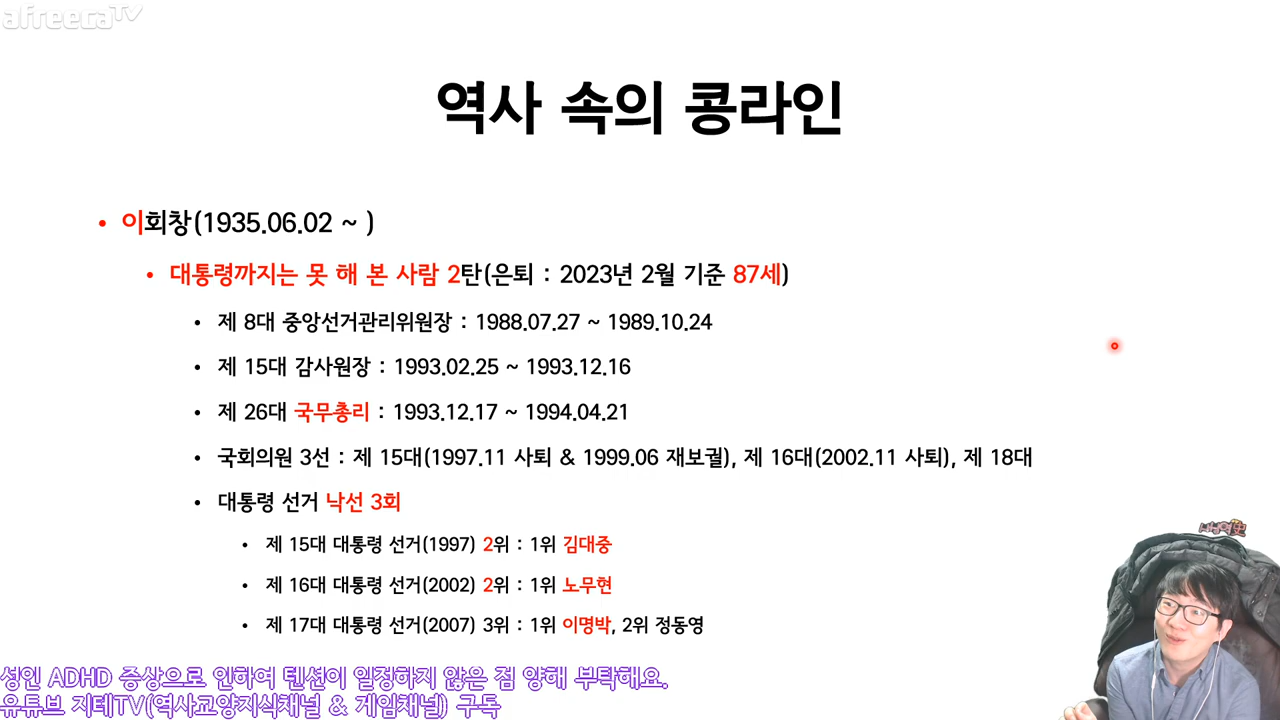 afreecaTV
역사 속의 콩라인
• 이회창(1935.06.02 ~ )
• 대통령까지는 못 해 본 사람 2탄(은퇴 : 2023년 2월 기준 87세)
• 제 8대 중앙선거관리위원장 : 1988.07.27 ~ 1989.10.24
• 제 15대 감사원장 : 1993.02.25 ~ 1993.12.16
• 제 26대 국무총리 : 1993.12.17 ~ 1994.04.21
• 국회의원 3선 : 제 15대(1997.11 사퇴 & 1999.06 재보궐), 제 16대(2002.11 사퇴), 제 18대
• 대통령 선거 낙선 3회
• 제 15대 대통령 선거(1997) 2위 : 1위 김대중
• 제 16대 대통령 선거(2002) 2위 : 1위 노무현
• 제 17대 대통령 선거(2007) 3위 : 1위 이명박, 2위 정동영
성인 ADHD 증상으로 인하여 텐션이 일정하지 않은 점 양해 부탁해요.
유튜브 지테TV(역사교양지식채널 & 게임채널) 구독